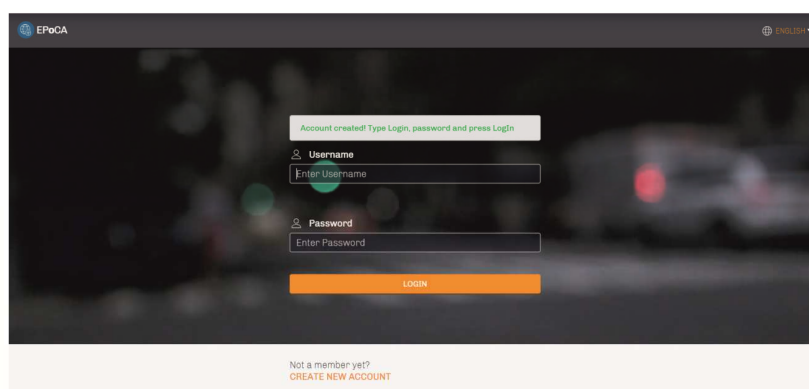 EPoCA
ENGLISH
Account created! Type Login, password and press LogIn
Username
Enter Username
Password
Enter Password
LOGIN
Not a member yet?
CREATE NEW ACCOUNT